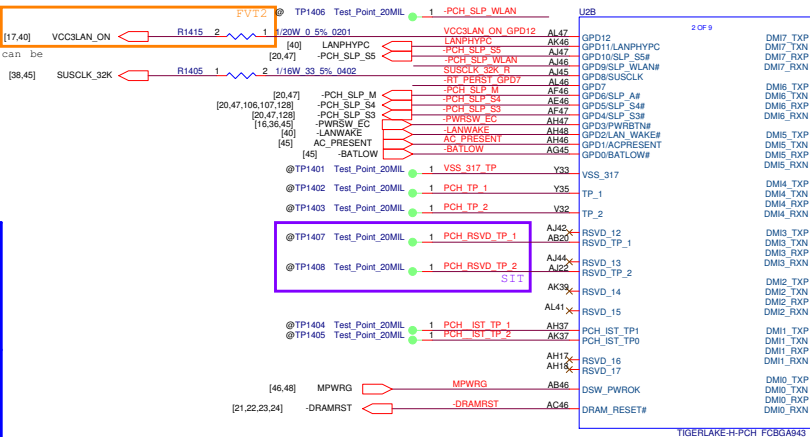 FVT2 @ TP1406 Test_Point_20MIL 1 -PCH_SLP_WLAN U2B
2 OF 9
[17,40] VCC3LAN_ON R1415 2 1 1/20W 0 5% 0201 VCC3LAN_ON_GPD12 AL47 GPD12 DMI7_TXP
can be [40] LANPHYPC LANPHYPC AK46 GPD11/LANPHYPC DMI7_TXN
[20,47] -PCH_SLP_S5 -PCH_SLP_S5 AJ47 GPD10/SLP_S5# DMI7_RXP
-PCH_SLP_WLAN AJ46 GPD9/SLP_WLAN# DMI7_RXN
[38,45] SUSCLK_32K R1405 1 2 1/16W 33 5% 0402 SUSCLK_32K_R AJ45 GPD8/SUSCLK
-RT_PERST_GPD7 AL46 GPD7 DMI6_TXP
[20,47] -PCH_SLP_M -PCH_SLP_M AF46 GPD6/SLP_A# DMI6_TXN
[20,47,106,107,128] -PCH_SLP_S4 -PCH_SLP_S4 AE46 GPD5/SLP_S4# DMI6_RXP
[20,47,128] -PCH_SLP_S3 -PCH_SLP_S3 AF47 GPD4/SLP_S3# DMI6_RXN
[16,36,45] -PWRSW_EC -PWRSW_EC AH47 GPD3/PWRBTN#
[40] -LANWAKE -LANWAKE AH48 GPD2/LAN_WAKE# DMI5_TXP
[45] AC_PRESENT AC_PRESENT AH46 GPD1/ACPRESENT DMI5_TXN
[45] -BATLOW -BATLOW AG45 GPD0/BATLOW# DMI5_RXP
DMI5_RXN
@TP1401 Test_Point_20MIL 1 VSS_317_TP Y33 VSS_317
DMI4_TXP
@TP1402 Test_Point_20MIL 1 PCH_TP_1 Y35 TP_1 DMI4_TXN
DMI4_RXP
@TP1403 Test_Point_20MIL 1 PCH_TP_2 V32 TP_2 DMI4_RXN
AJ42 RSVD_12 DMI3_TXP
@TP1407 Test_Point_20MIL 1 PCH_RSVD_TP_1 AB20 RSVD_TP_1 DMI3_TXN
DMI3_RXP
AJ44 RSVD_13 DMI3_RXN
@TP1408 Test_Point_20MIL 1 PCH_RSVD_TP_2 AJ22 RSVD_TP_2
SIT DMI2_TXP
AK39 RSVD_14 DMI2_TXN
DMI2_RXP
AL41 RSVD_15 DMI2_RXN
@TP1404 Test_Point_20MIL 1 PCH_IST_TP_1 AH37 PCH_IST_TP1 DMI1_TXP
@TP1405 Test_Point_20MIL 1 PCH_IST_TP_2 AK37 PCH_IST_TP0 DMI1_TXN
DMI1_RXP
AH17 RSVD_16 DMI1_RXN
AH18 RSVD_17
DMI0_TXP
[46,48] MPWRG MPWRG AB46 DSW_PWROK DMI0_TXN
DMI0_RXP
[21,22,23,24] -DRAMRST -DRAMRST AC46 DRAM_RESET# DMI0_RXN
TIGERLAKE-H-PCH_FCBGA943